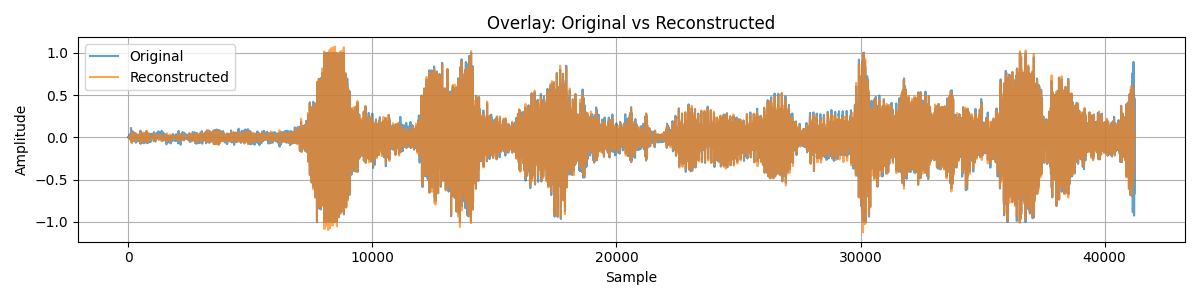 Overlay: Original vs Reconstructed
Original
Reconstructed
Amplitude
1.0
0.5
0.0
−0.5
−1.0
0 10000 20000 30000 40000
Sample